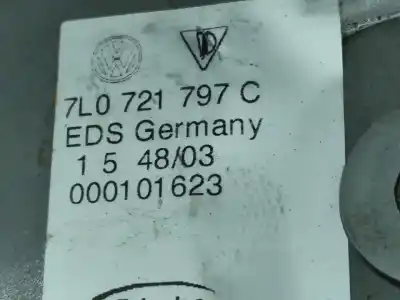 7L0 721 797 C
EDS Germany
1 5 48/03
000101623